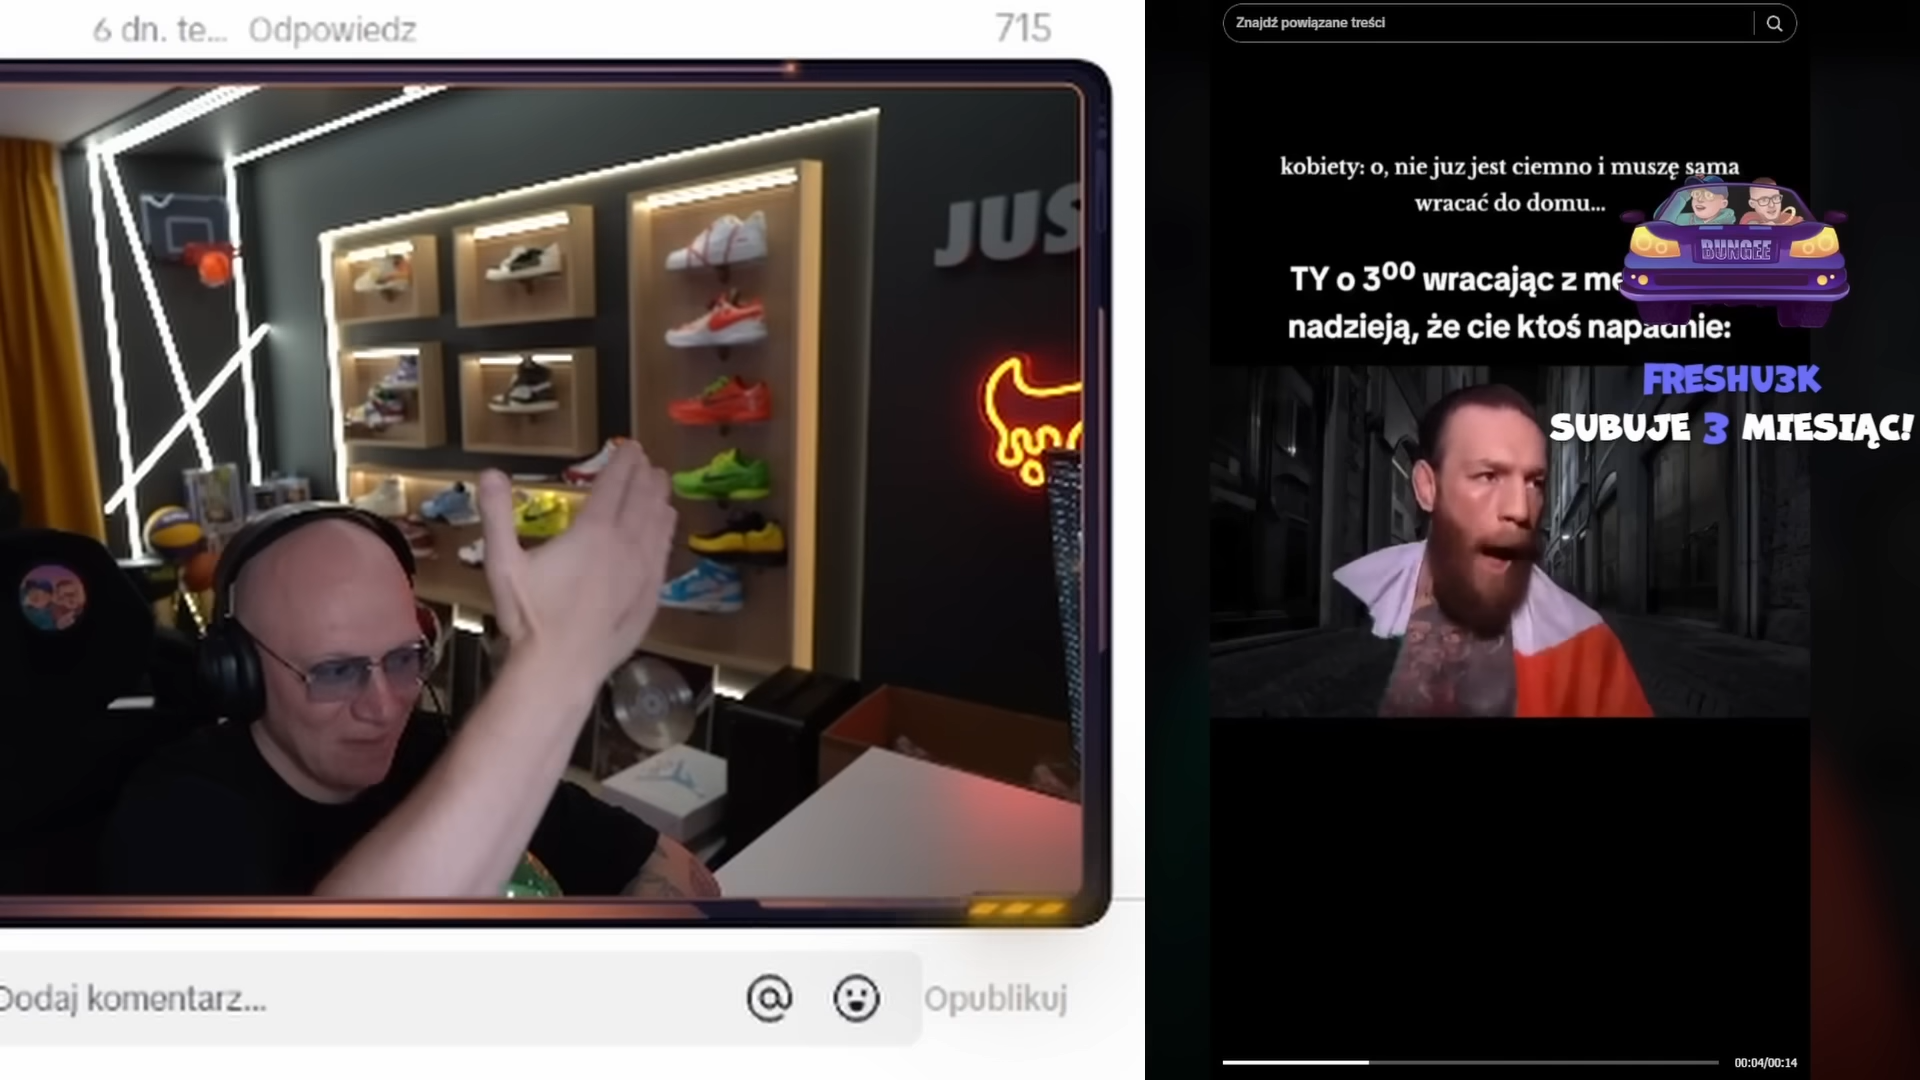 6 dn. te... Odpowiedz 715
JUS
Dodaj komentarz... Opublikuj
Znajdź powiązane treści
kobiety: o, nie juz jest ciemno i muszę sama
wracać do domu...
BUNGEE
TY o 3⁰⁰ wracając z
nadzieją, że cie ktoś napadnie:
FRESHU3K
SUBUJE 3 MIESIĄC!
00:04/00:14